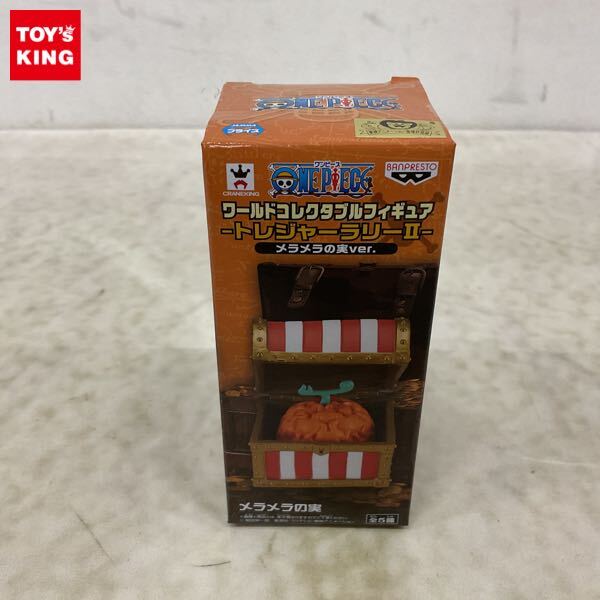 TOY'S
KING
ONE PIECE
プライズ
CRANEKING
ワンピース
ONE PIECE
BANPRESTO
ワールドコレクタブルフィギュア
-トレジャーラリーII-
メラメラの実ver.
メラメラの実
全5種